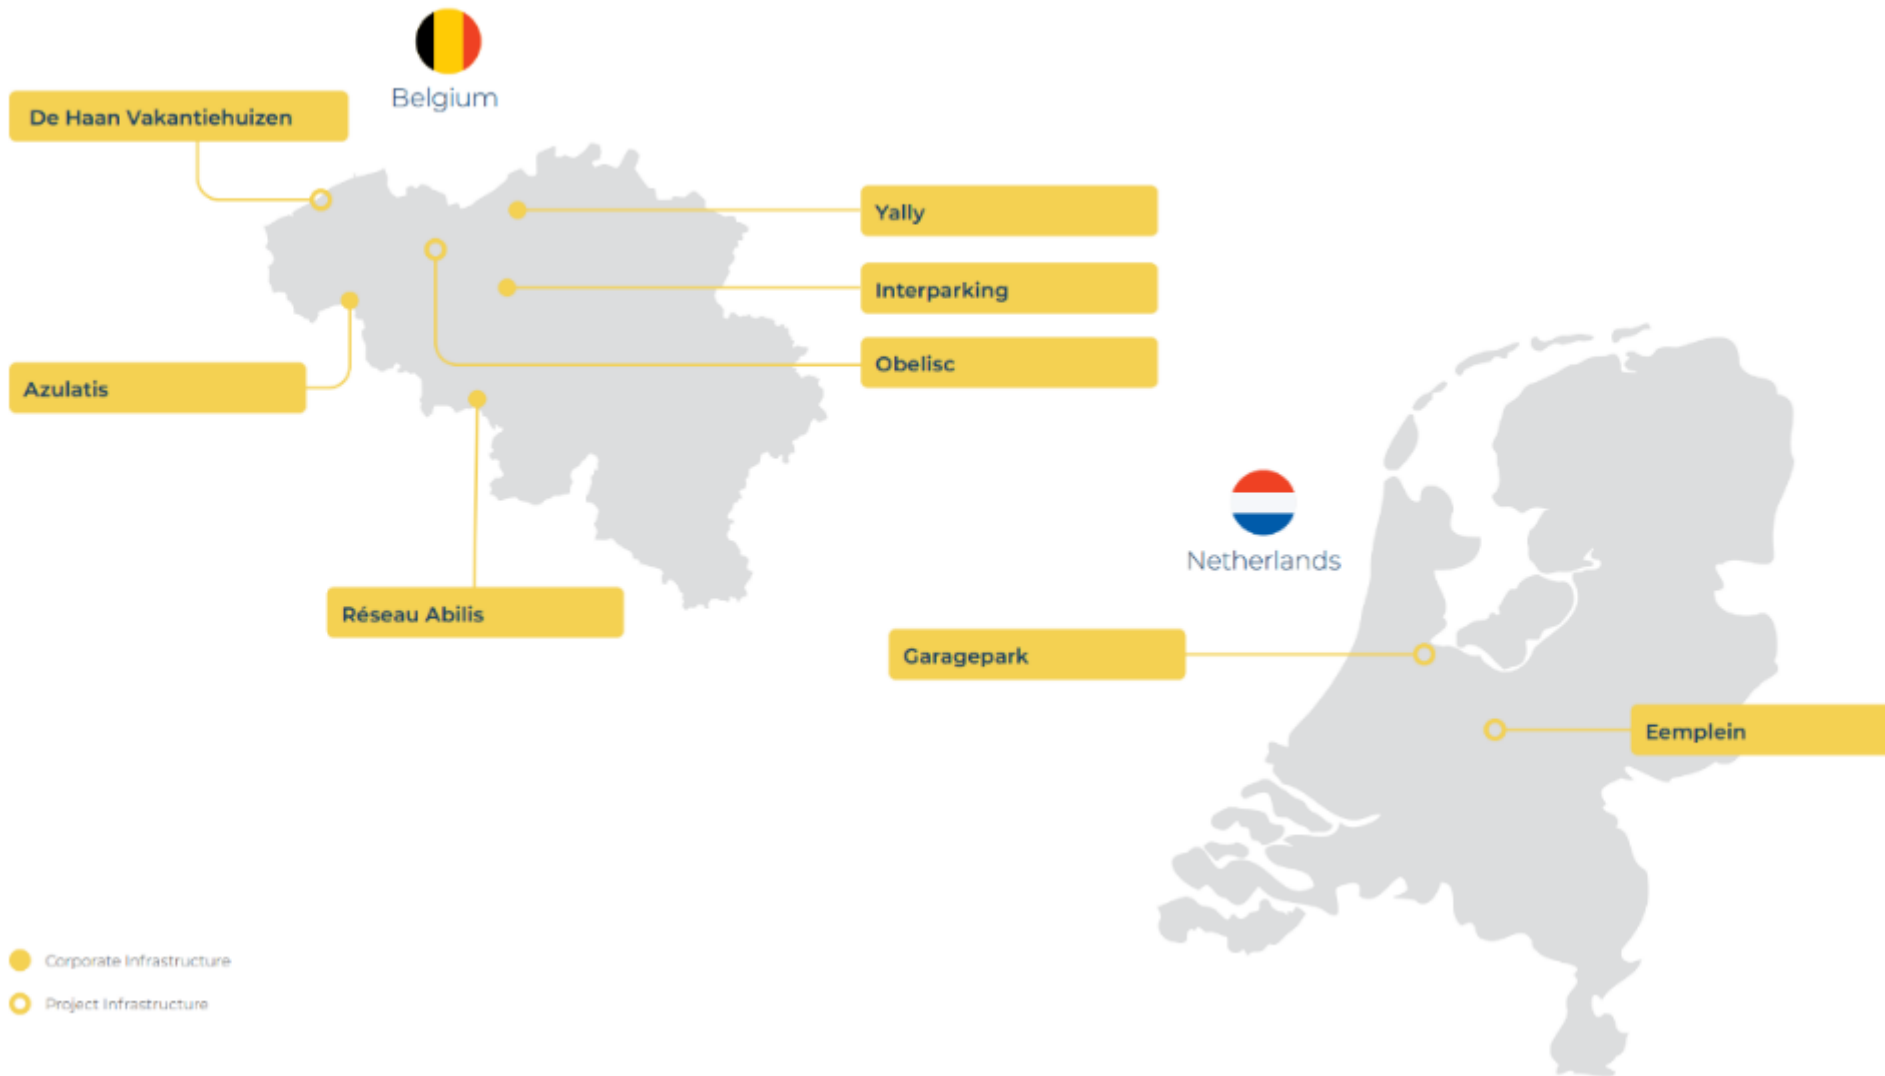 Belgium
De Haan Vakantiehuizen
Yally
Interparking
Obelisc
Azulatis
Réseau Abilis
Netherlands
Garagepark
Eemplein
Corporate Infrastructure
Project Infrastructure